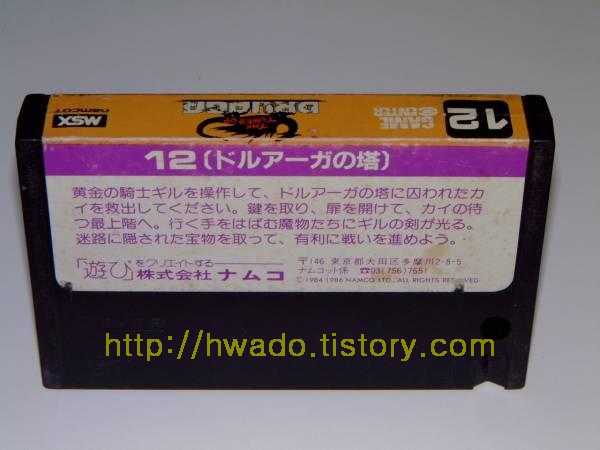 MSX
namcot
THE
TOWER OF
DRUAGA
NAMCOT
GAME
CENTER
12
12〔ドルアーガの塔〕
黄金の騎士ギルを操作して、ドルアーガの塔に囚われたカ
イを救出してください。鍵を取り、扉を開けて、カイの待
つ最上階へ。行く手をはばむ魔物たちにギルの剣が光る。
迷路に隠された宝物を取って、有利に戦いを進めよう。
「遊び」をクリエイトする
株式会社 ナムコ
〒146 東京都大田区多摩川2-8-5
ナムコット係 ☎03(756)7651
©1984 1986 NAMCO LTD., ALL RIGHTS RESERVED
http://hwado.tistory.com